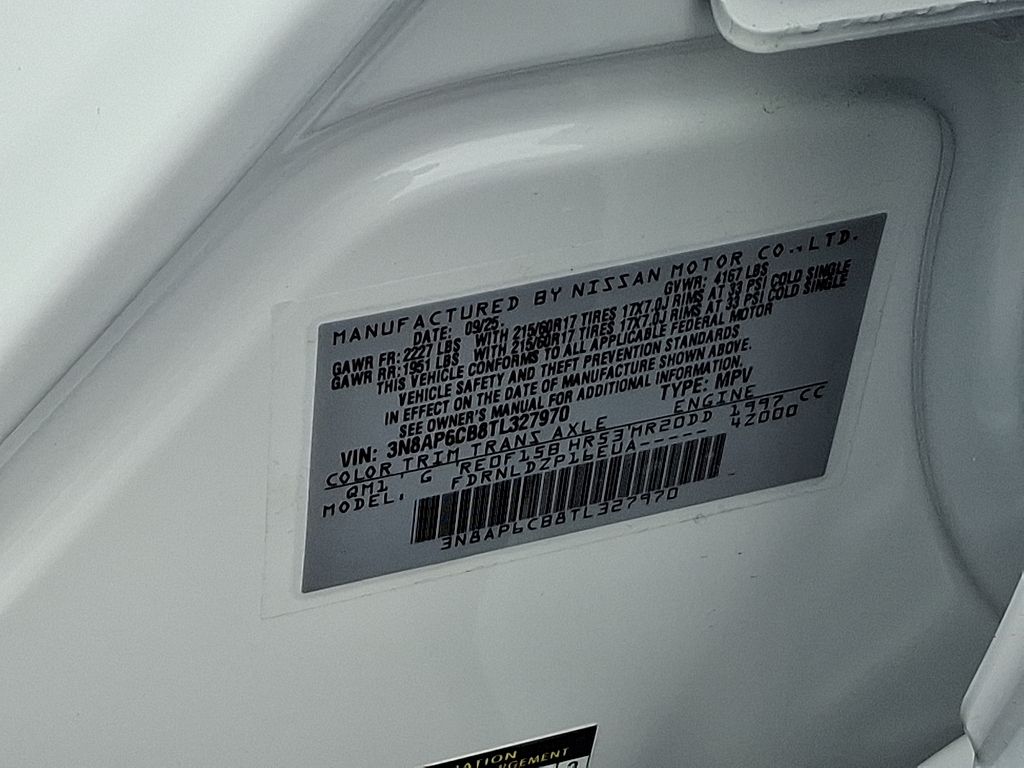 MANUFACTURED BY NISSAN MOTOR CO.,LTD.
DATE: 09/25 GVWR: 4167 LBS
GAWR FR: 2227 LBS WITH 215/60R17 TIRES 17X7.0J RIMS AT 33 PSI COLD SINGLE
GAWR RR: 1951 LBS WITH 215/60R17 TIRES 17X7.0J RIMS AT 33 PSI COLD SINGLE
THIS VEHICLE CONFORMS TO ALL APPLICABLE FEDERAL MOTOR
VEHICLE SAFETY AND THEFT PREVENTION STANDARDS
IN EFFECT ON THE DATE OF MANUFACTURE SHOWN ABOVE.
SEE OWNER'S MANUAL FOR ADDITIONAL INFORMATION.
VIN: 3N8AP6CB8TL327970 TYPE: MPV
COLOR TRIM TRANS AXLE ENGINE
QM1 G RE0F15B HR53 MR20DD 1997 CC
MODEL. FDRNLDZP16EUA----- 42000
3N8AP6CB8TL327970